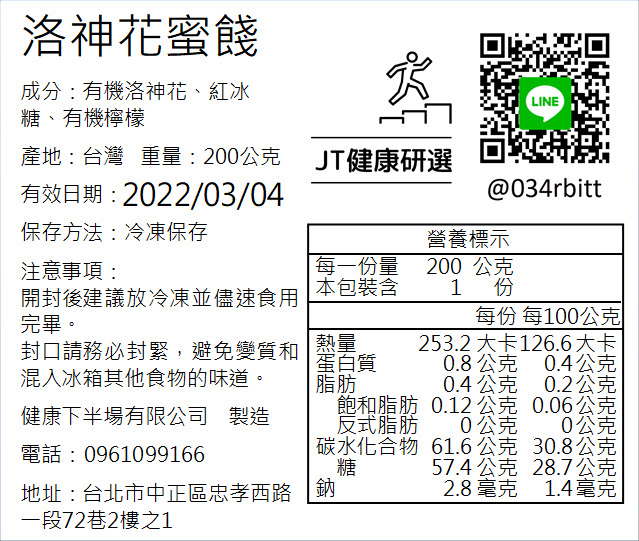 洛神花蜜餞
成分：有機洛神花、紅冰
糖、有機檸檬
產地：台灣 重量：200公克
有效日期：2022/03/04
保存方法：冷凍保存
注意事項：
開封後建議放冷凍並儘速食用
完畢。
封口請務必封緊，避免變質和
混入冰箱其他食物的味道。
健康下半場有限公司 製造
電話：0961099166
地址：台北市中正區忠孝西路
一段72巷2樓之1
JT健康研選
LINE
@034rbitt
營養標示
每一份量 200 公克
本包裝含 1 份
每份 每100公克
熱量 253.2 大卡 126.6 大卡
蛋白質 0.8 公克 0.4 公克
脂肪 0.4 公克 0.2 公克
飽和脂肪 0.12 公克 0.06 公克
反式脂肪 0 公克 0 公克
碳水化合物 61.6 公克 30.8 公克
糖 57.4 公克 28.7 公克
鈉 2.8 毫克 1.4 毫克